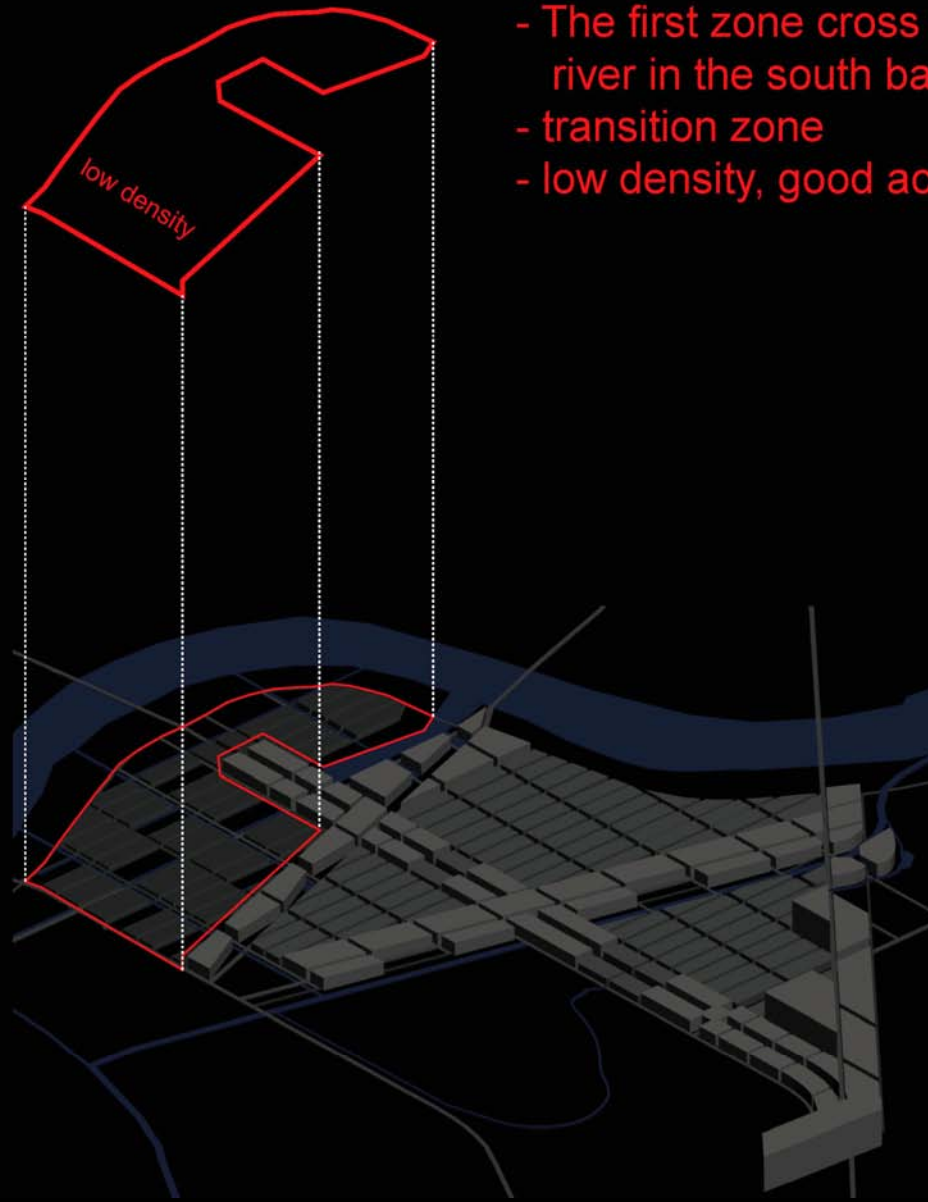 - The first zone cross
river in the south ba
- transition zone
- low density, good ac
low density